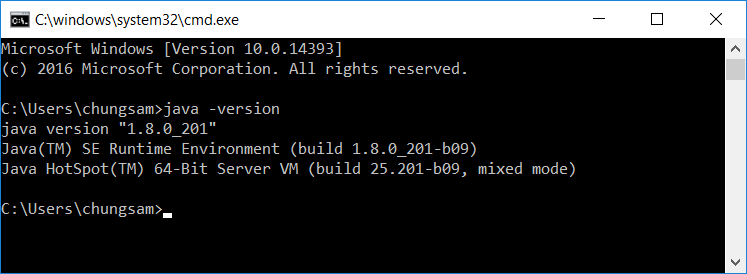 C:\windows\system32\cmd.exe
Microsoft Windows [Version 10.0.14393]
(c) 2016 Microsoft Corporation. All rights reserved.
C:\Users\chungsam>java -version
java version "1.8.0_201"
Java(TM) SE Runtime Environment (build 1.8.0_201-b09)
Java HotSpot(TM) 64-Bit Server VM (build 25.201-b09, mixed mode)
C:\Users\chungsam>